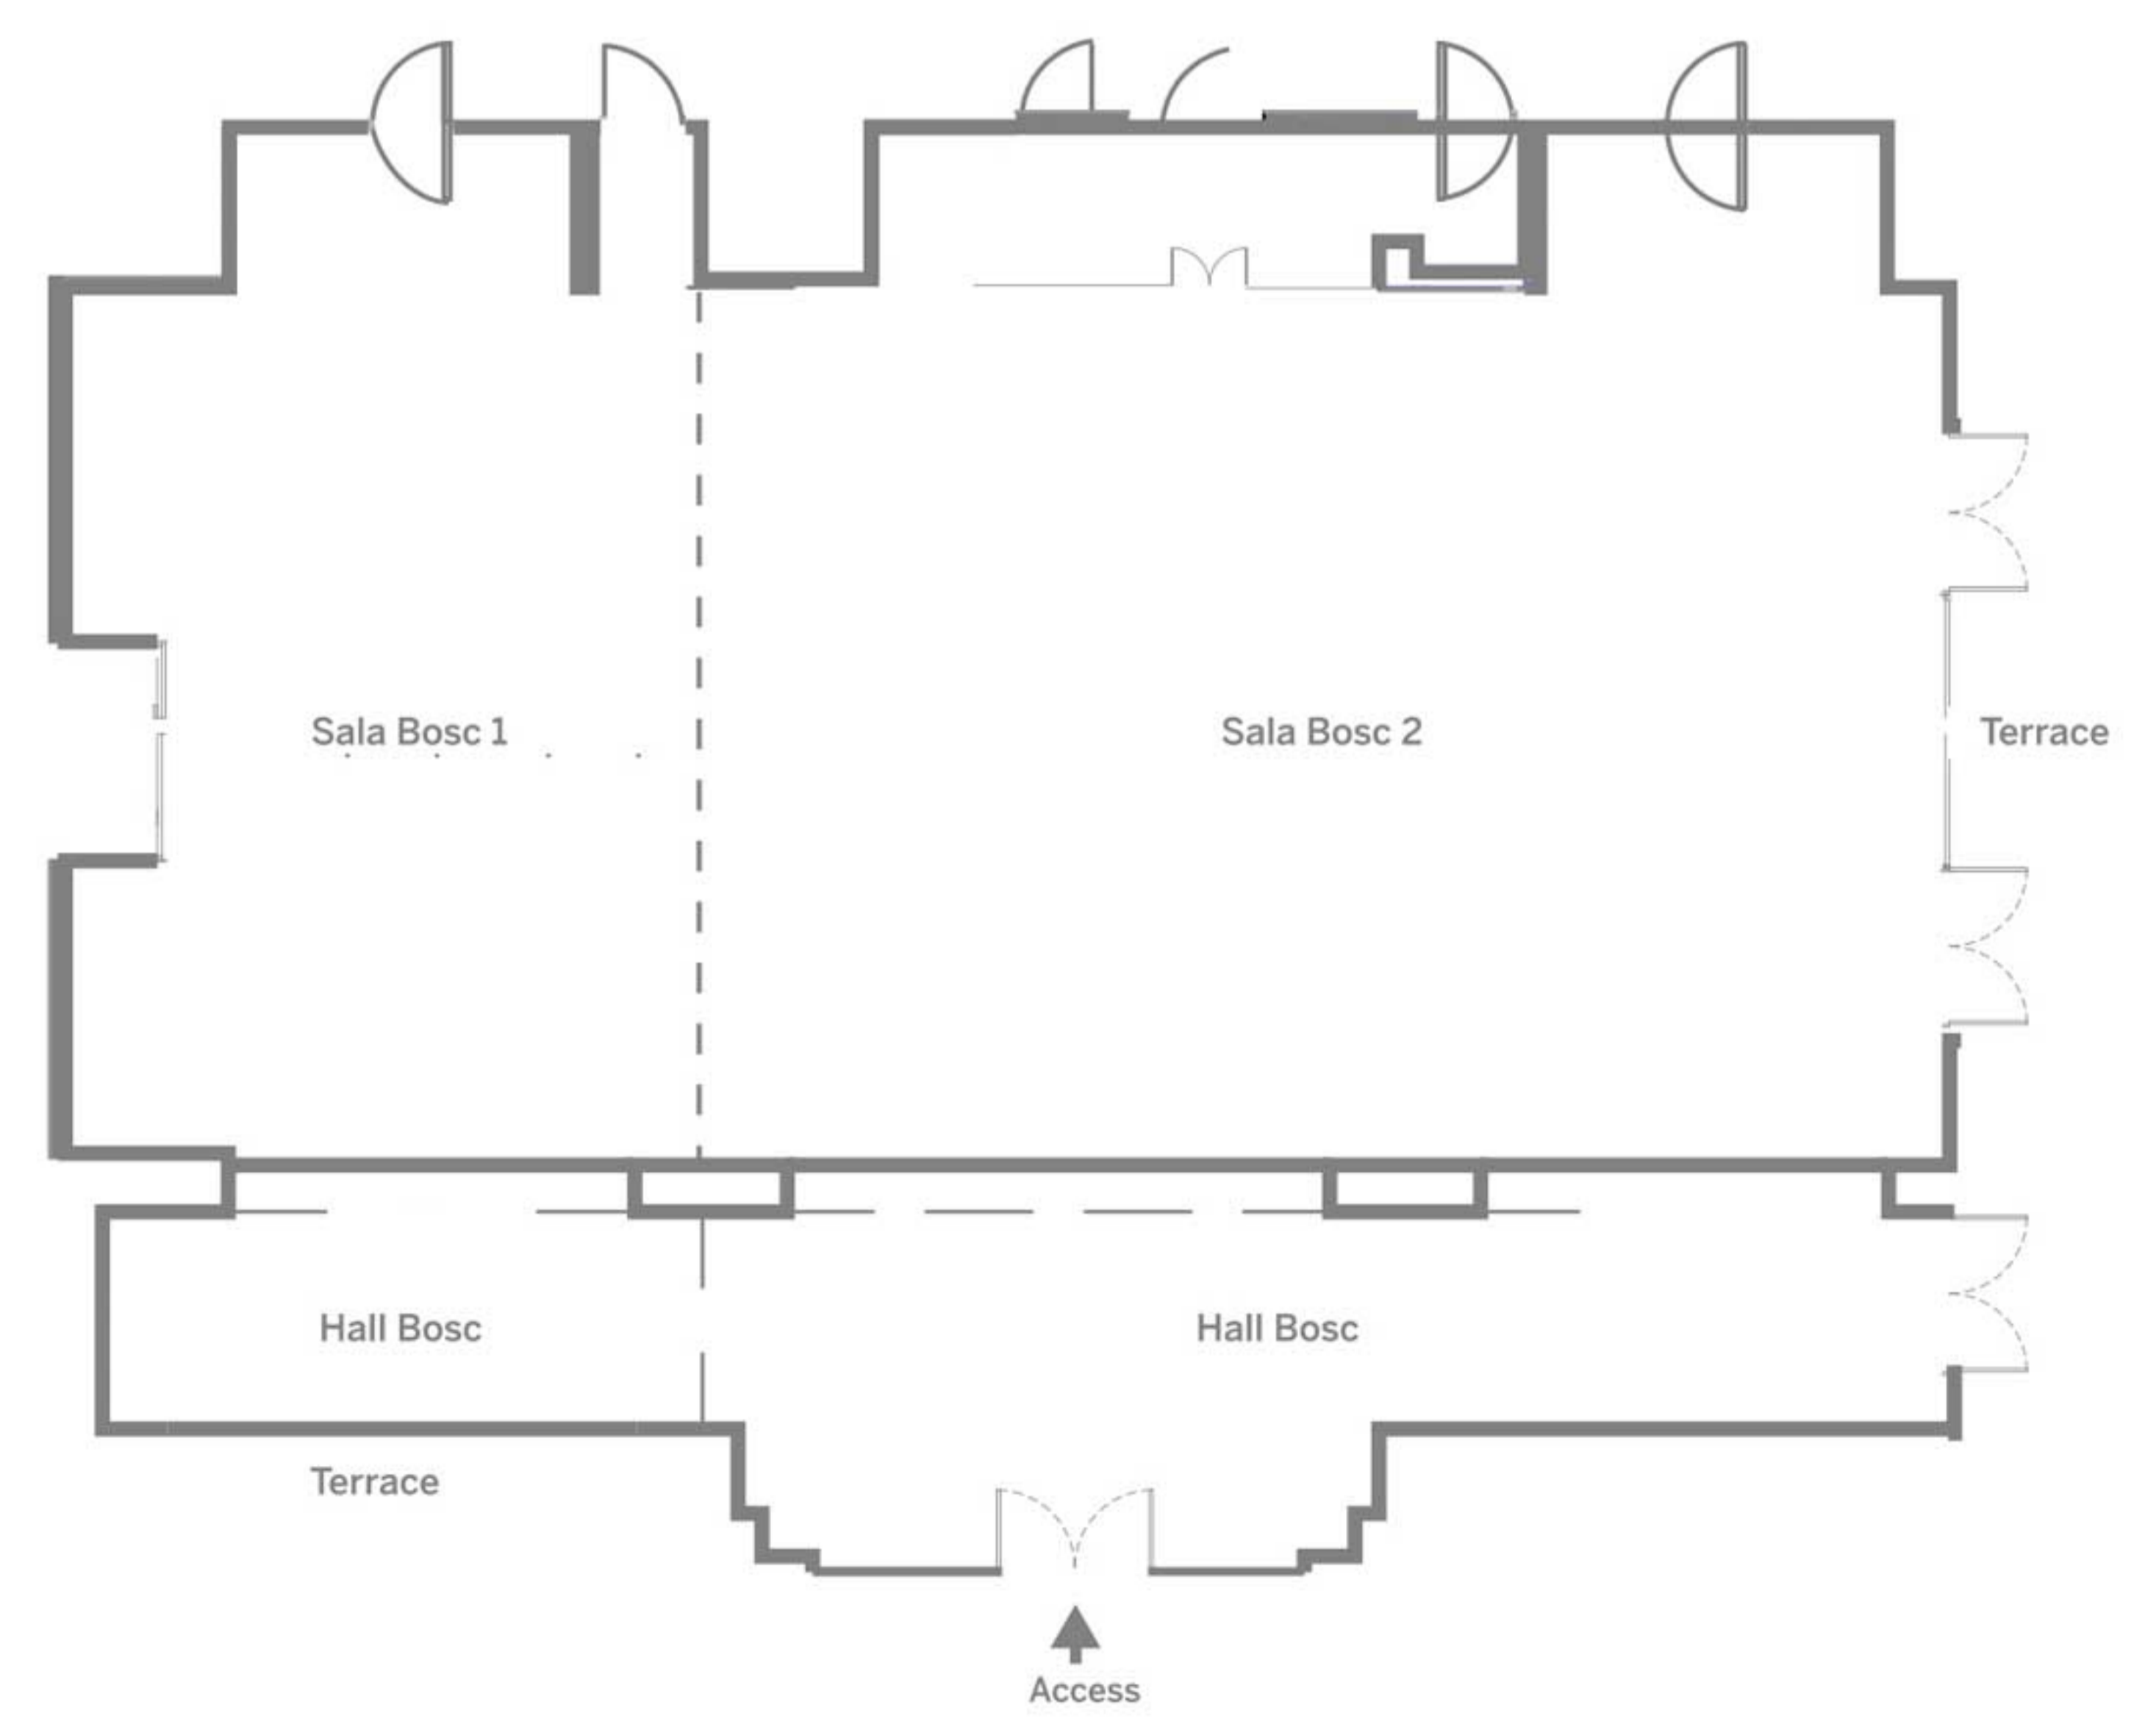 Sala Bosc 1
Sala Bosc 2
Terrace
Hall Bosc
Hall Bosc
Terrace
Access